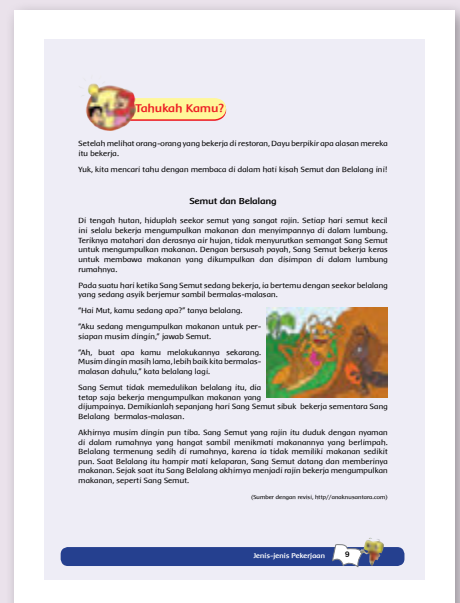 Tahukah Kamu?
Setelah melihat orang-orang yang bekerja di restoran, Dayu berpikir apa alasan mereka
itu bekerja.
Yuk, kita mencari tahu dengan membaca di dalam hati kisah Semut dan Belalang ini!
Semut dan Belalang
Di tengah hutan, hiduplah seekor semut yang sangat rajin. Setiap hari semut kecil
ini selalu bekerja mengumpulkan makanan dan menyimpannya di dalam lumbung.
Teriknya matahari dan derasnya air hujan, tidak menyurutkan semangat Sang Semut
untuk mengumpulkan makanan. Dengan bersusah payah, Sang Semut bekerja keras
untuk membawa makanan yang dikumpulkan dan disimpan di dalam lumbung
rumahnya.
Pada suatu hari ketika Sang Semut sedang bekerja, ia bertemu dengan seekor belalang
yang sedang asyik berjemur sambil bermalas-malasan.
"Hai Mut, kamu sedang apa?" tanya belalang.
"Aku sedang mengumpulkan makanan untuk per-
siapan musim dingin," jawab Semut.
"Ah, buat apa kamu melakukannya sekarang.
Musim dingin masih lama, lebih baik kita bermalas-
malasan dahulu," kata belalang lagi.
Sang Semut tidak memedulikan belalang itu, dia
tetap saja bekerja mengumpulkan makanan yang
dijumpainya. Demikianlah sepanjang hari Sang Semut sibuk bekerja sementara Sang
Belalang bermalas-malasan.
Akhirnya musim dingin pun tiba. Sang Semut yang rajin itu duduk dengan nyaman
di dalam rumahnya yang hangat sambil menikmati makanannya yang berlimpah.
Belalang termenung sedih di rumahnya, karena ia tidak memiliki makanan sedikit
pun. Saat Belalang itu hampir mati kelaparan, Sang Semut datang dan memberinya
makanan. Sejak saat itu Sang Belalang akhirnya menjadi rajin bekerja mengumpulkan
makanan, seperti Sang Semut.
(Sumber dengan revisi, http//anaknusantara.com)
Jenis-jenis Pekerjaan 9